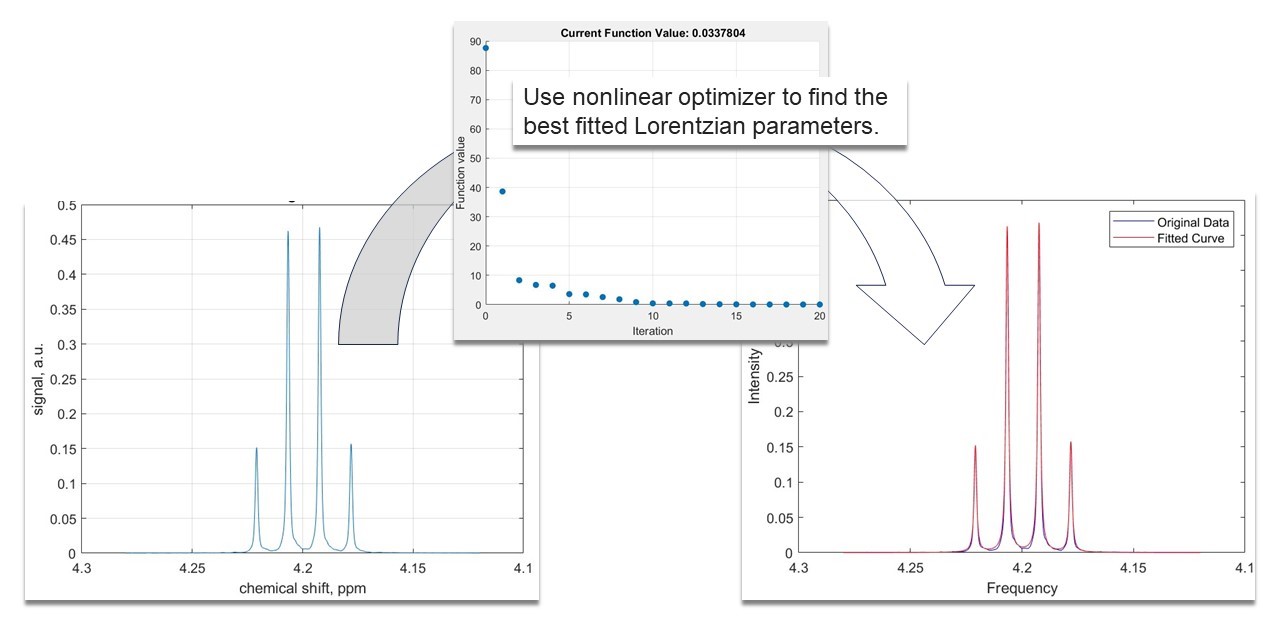 Current Function Value: 0.0337804
90
80
70
60
50
40
30
20
10
0
0 5 10 15 20
Function value
Iteration
Use nonlinear optimizer to find the
best fitted Lorentzian parameters.
0.5
0.45
0.4
0.35
0.3
0.25
0.2
0.15
0.1
0.05
0
4.3 4.25 4.2 4.15 4.1
signal, a.u.
chemical shift, ppm
Original Data
Fitted Curve
0.3
0.25
0.2
0.15
0.1
0.05
0
4.3 4.25 4.2 4.15 4.1
Intensity
Frequency